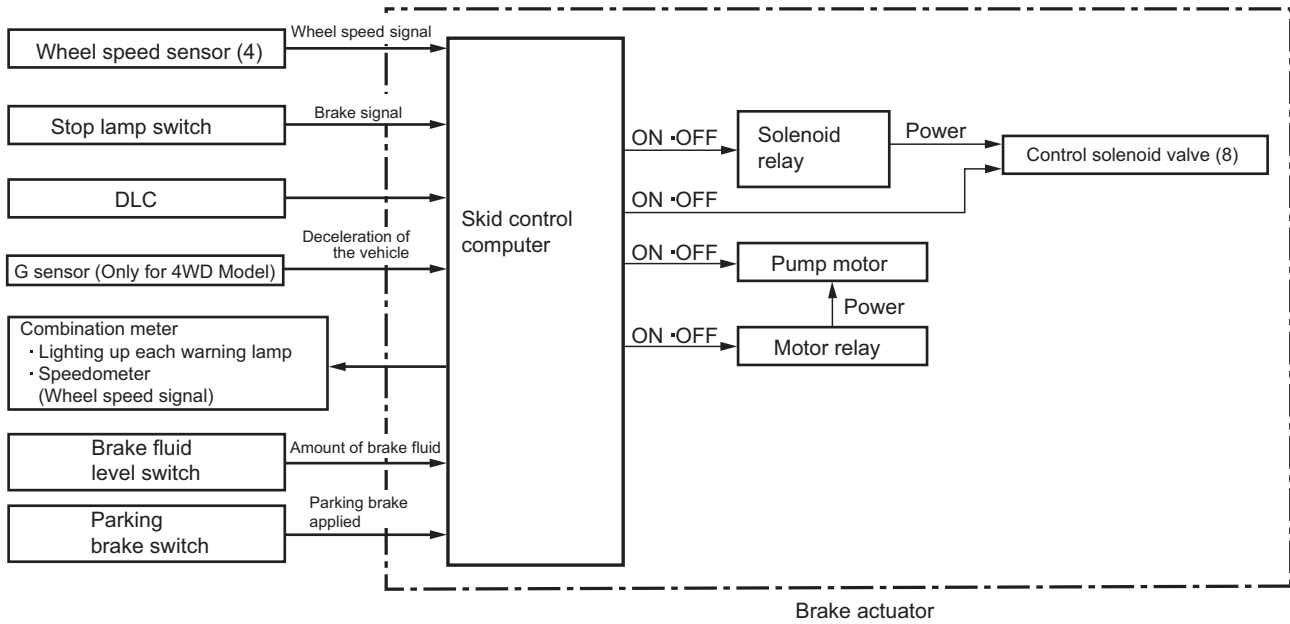 Wheel speed sensor (4)
Wheel speed signal
Stop lamp switch
Brake signal
DLC
G sensor (Only for 4WD Model)
Deceleration of
the vehicle
Combination meter
· Lighting up each warning lamp
· Speedometer
(Wheel speed signal)
Brake fluid
level switch
Amount of brake fluid
Parking
brake switch
Parking brake
applied
Skid control
computer
ON ·OFF
Solenoid
relay
Power
Control solenoid valve (8)
ON ·OFF
ON ·OFF
Pump motor
Power
ON ·OFF
Motor relay
Brake actuator